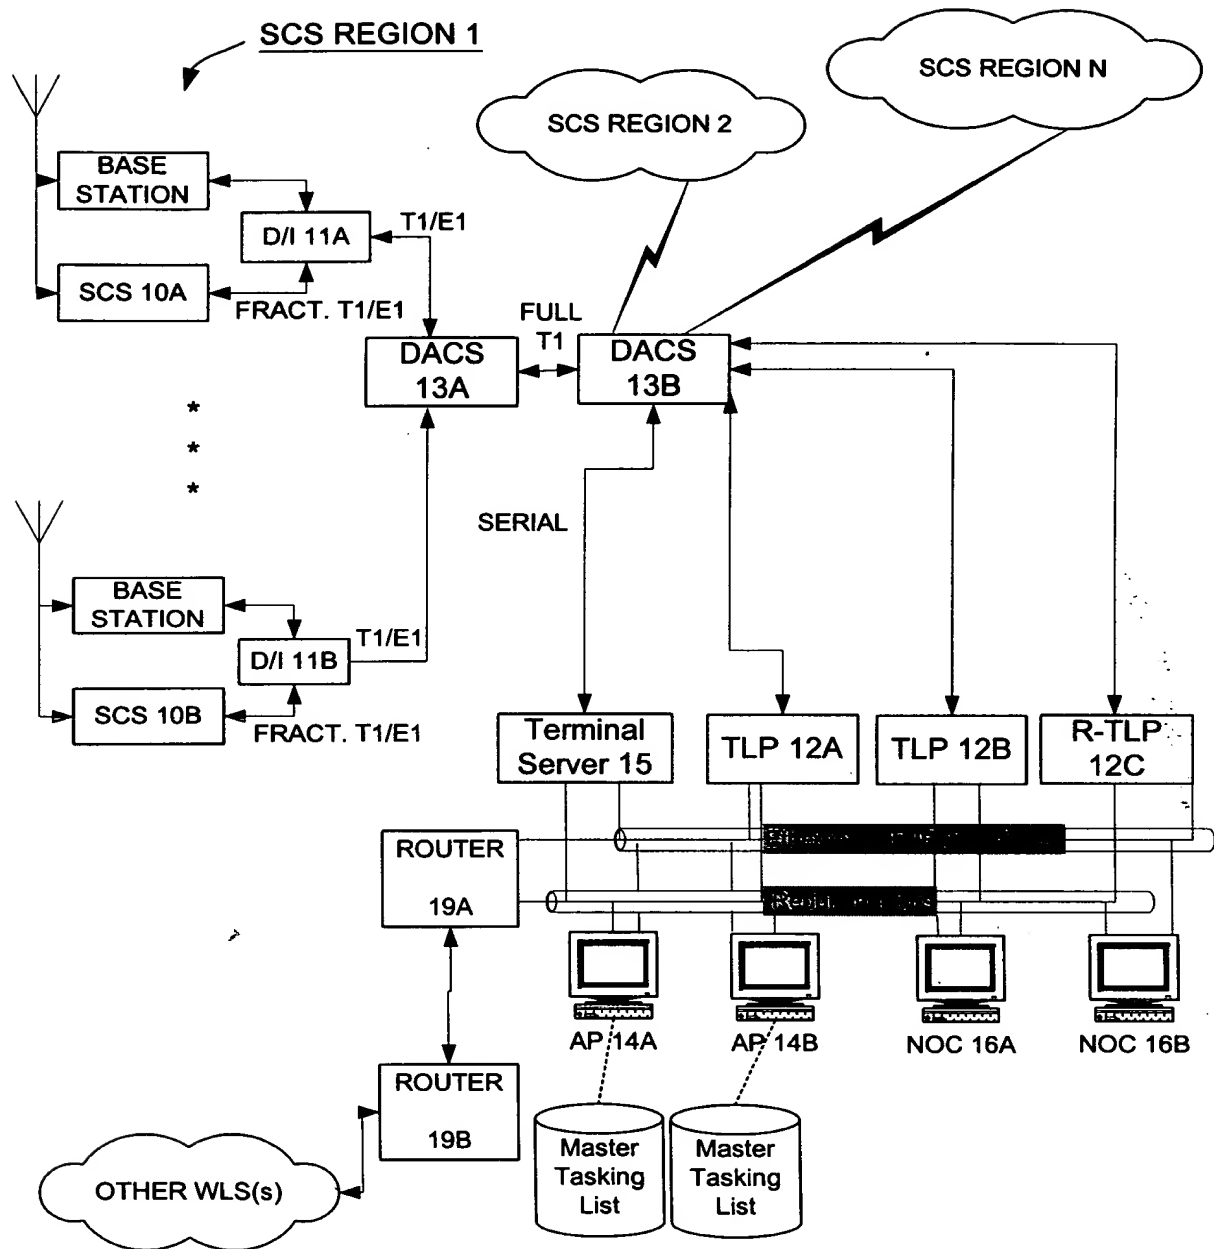 SCS REGION 1
SCS REGION 2
SCS REGION N
BASE
STATION
D/I 11A
T1/E1
SCS 10A
FRACT. T1/E1
FULL
T1
DACS
13A
DACS
13B
*
*
*
SERIAL
BASE
STATION
D/I 11B
T1/E1
SCS 10B
FRACT. T1/E1
Terminal
Server 15
TLP 12A
TLP 12B
R-TLP
12C
ROUTER
19A
AP 14A
AP 14B
NOC 16A
NOC 16B
ROUTER
19B
Master
Tasking
List
Master
Tasking
List
OTHER WLS(s)